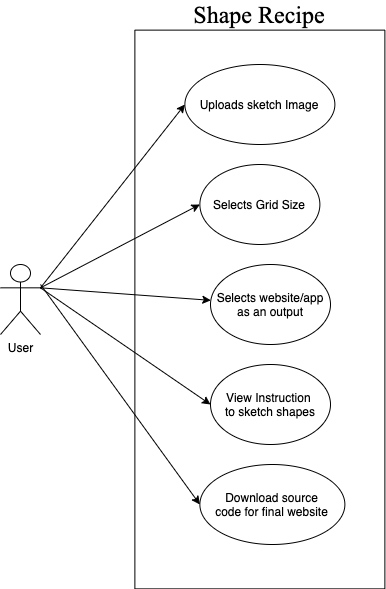 Shape Recipe
Uploads sketch Image
Selects Grid Size
Selects website/app
as an output
User
View Instruction
to sketch shapes
Download source
code for final website